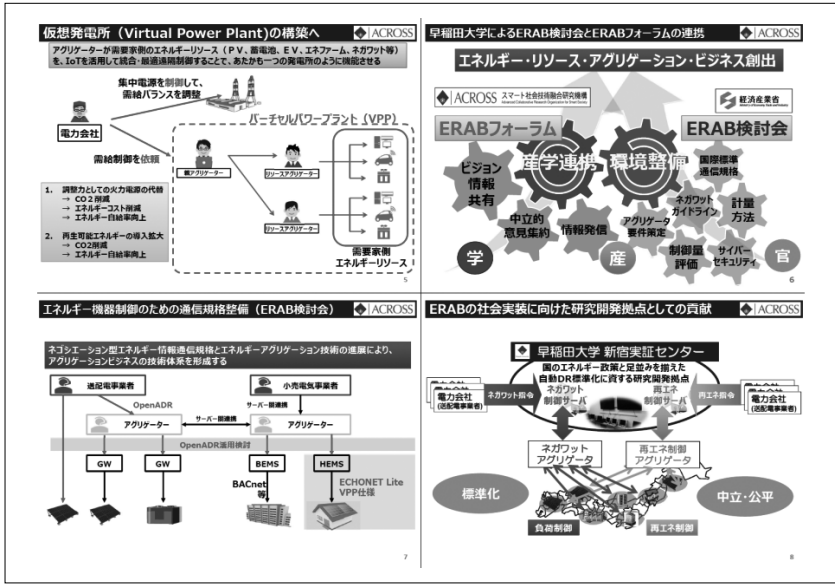 仮想発電所（Virtual Power Plant)の構築へ
ACROSS
アグリゲーターが需要家側のエネルギーリソース（ＰＶ、蓄電池、ＥＶ、エネファーム、ネガワット等）
を、IoTを活用して統合・最適遠隔制御することで、あたかも一つの発電所のように機能させる
集中電源を制御して、
需給バランスを調整
電力会社
バーチャルパワープラント（VPP）
需給制御を依頼
親アグリゲーター
リソースアグリゲーター
リソースアグリゲーター
1. 調整力としての火力電源の代替
→ CO２削減
→ エネルギーコスト削減
→ エネルギー自給率向上
2. 再生可能エネルギーの導入拡大
→ CO2削減
→ エネルギー自給率向上
需要家側
エネルギーリソース
5
早稲田大学によるERAB検討会とERABフォーラムの連携
ACROSS
エネルギー・リソース・アグリゲーション・ビジネス創出
ACROSS スマート社会技術融合研究機構
Advanced Collaborative Research Organization for Smart Society
経済産業省
ERABフォーラム
ERAB検討会
産学連携
環境整備
ビジョン
情報
共有
中立的
意見集約
情報発信
アグリゲータ
要件策定
国際標準
通信規格
ネガワット
ガイドライン
計量
方法
制御量
評価
サイバー
セキュリティ
学
産
官
6
エネルギー機器制御のための通信規格整備（ERAB検討会）
ACROSS
ネゴシエーション型エネルギー情報通信規格とエネルギーアグリゲーション技術の進展により、
アグリゲーションビジネスの技術体系を形成する
送配電事業者
小売電気事業者
OpenADR
サーバー間連携
アグリゲーター
サーバー間連携
アグリゲーター
OpenADR適用検討
GW
GW
BEMS
HEMS
BACnet
等
ECHONET Lite
VPP仕様
7
ERABの社会実装に向けた研究開発拠点としての貢献
ACROSS
早稲田大学 新宿実証センター
国のエネルギー政策と足並みを揃えた
自動DR標準化に資する研究開発拠点
電力会社
(送配電事業者)
ネガワット指令
ネガワット
制御サーバ
再エネ
制御サーバ
再エネ指令
電力会社
(送配電事業者)
ネガワット
アグリゲータ
再エネ制御
アグリゲータ
標準化
中立・公平
負荷制御
再エネ制御
8